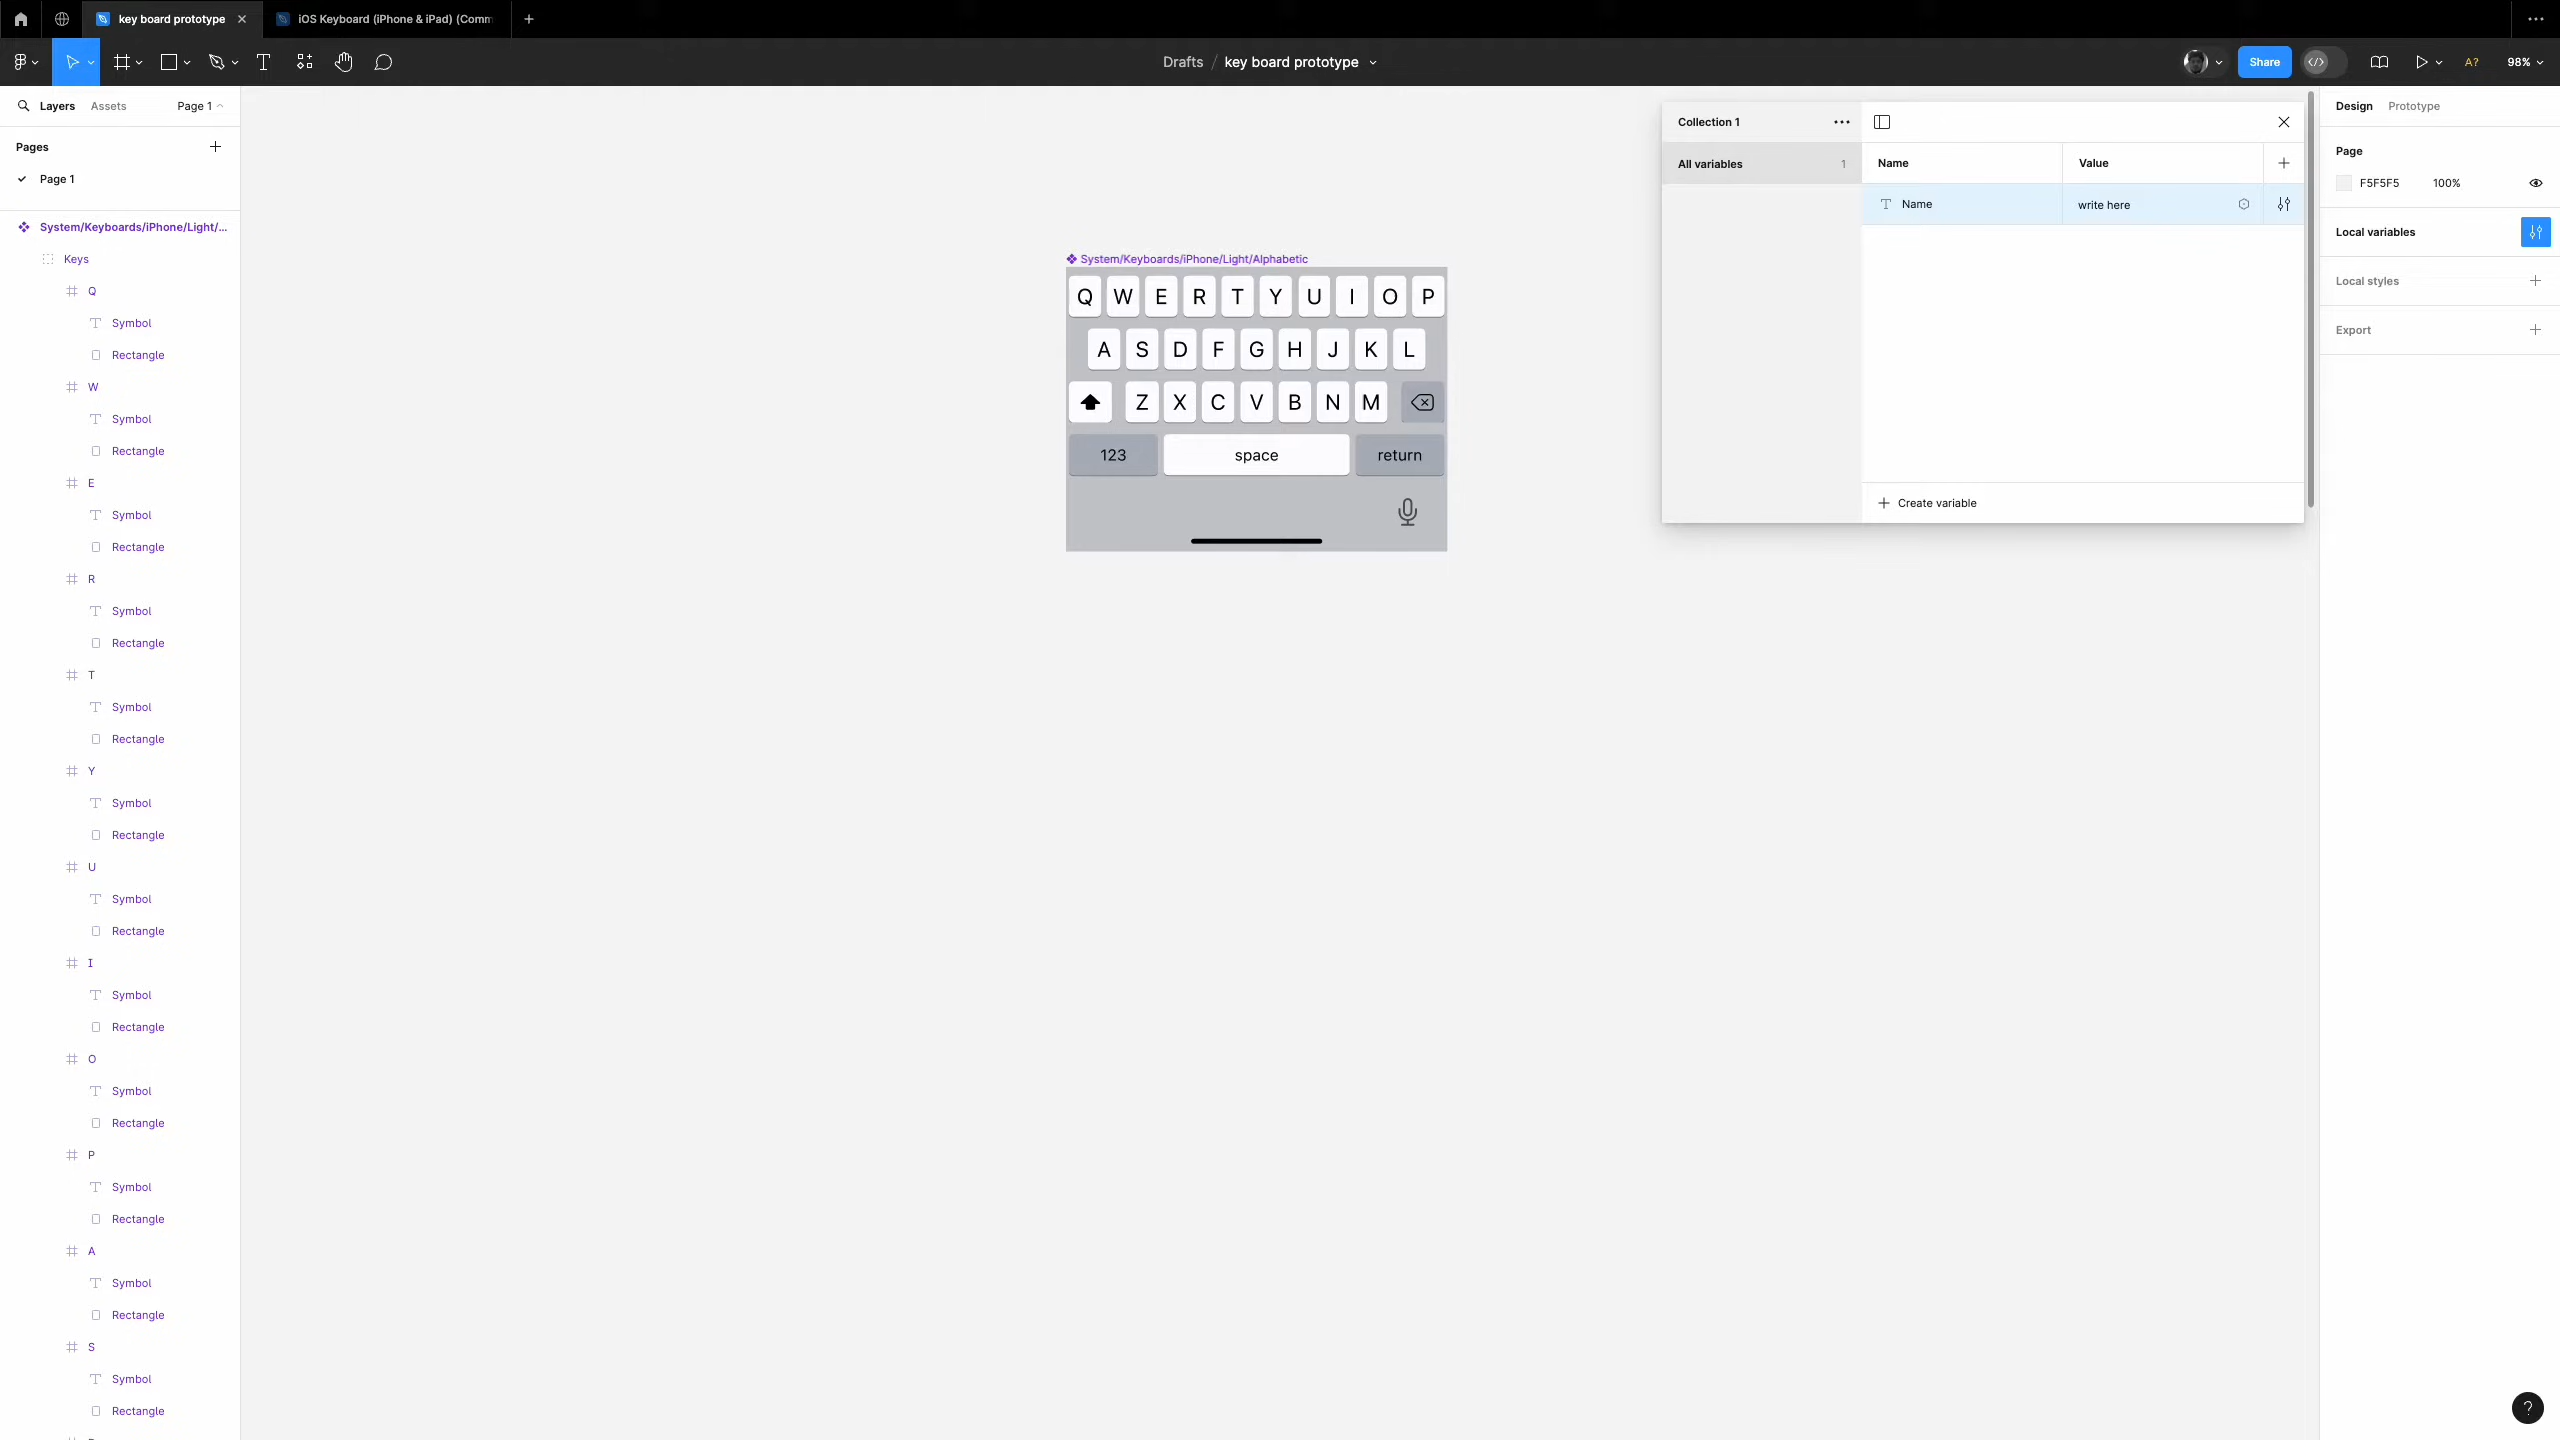 key board prototype
iOS Keyboard (iPhone & iPad) (Comm
Drafts / key board prototype
Share
A?
98%
Layers
Assets
Page 1
Pages
Page 1
System/Keyboards/iPhone/Light/...
Keys
Q
Symbol
Rectangle
W
Symbol
Rectangle
E
Symbol
Rectangle
R
Symbol
Rectangle
T
Symbol
Rectangle
Y
Symbol
Rectangle
U
Symbol
Rectangle
I
Symbol
Rectangle
O
Symbol
Rectangle
P
Symbol
Rectangle
A
Symbol
Rectangle
S
Symbol
Rectangle
System/Keyboards/iPhone/Light/Alphabetic
Q W E R T Y U I O P
A S D F G H J K L
Z X C V B N M
123 space return
Collection 1
All variables 1
Name Value
Name write here
Create variable
Design
Prototype
Page
F5F5F5 100%
Local variables
Local styles
Export
?